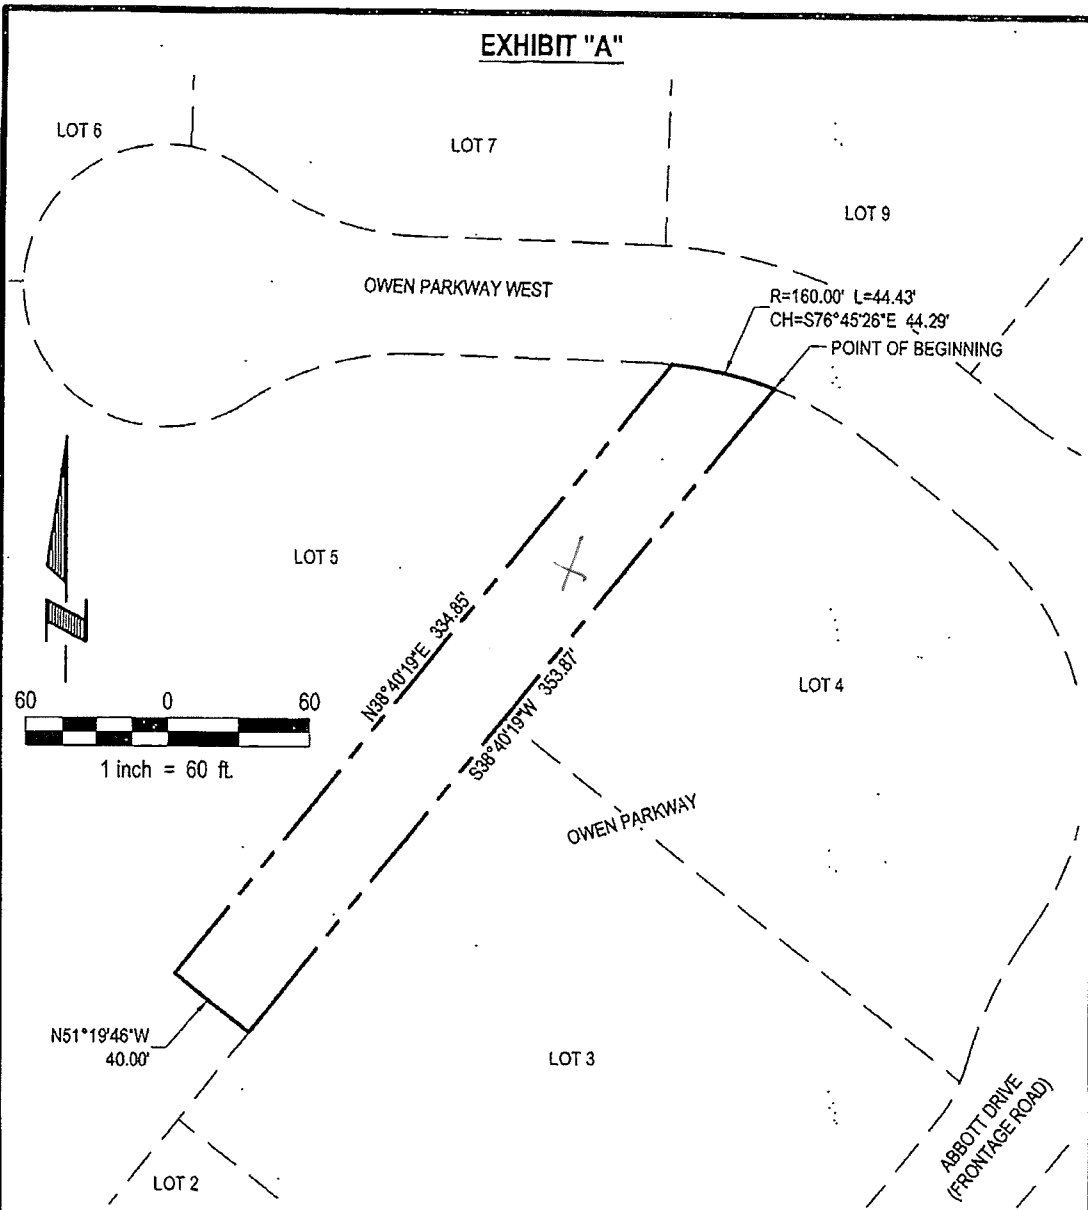 EXHIBIT "A"
LOT 6
LOT 7
LOT 9
OWEN PARKWAY WEST
R=160.00' L=44.43'
CH=S76°45'26"E 44.29'
POINT OF BEGINNING
LOT 5
N38°40'19"E 334.85'
S38°40'19"W 353.87'
LOT 4
60 0 60
1 inch = 60 ft.
OWEN PARKWAY
N51°19'46"W
40.00'
LOT 3
ABBOTT DRIVE
(FRONTAGE ROAD)
LOT 2